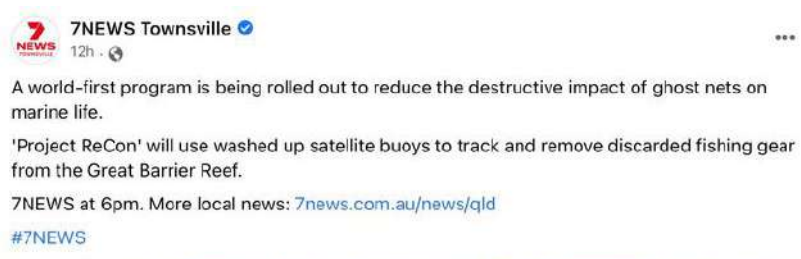 7NEWS Townsville
7
NEWS
TOWNSVILLE
12h ·
A world-first program is being rolled out to reduce the destructive impact of ghost nets on
marine life.
'Project ReCon' will use washed up satellite buoys to track and remove discarded fishing gear
from the Great Barrier Reef.
7NEWS at 6pm. More local news: 7news.com.au/news/qld
#7NEWS